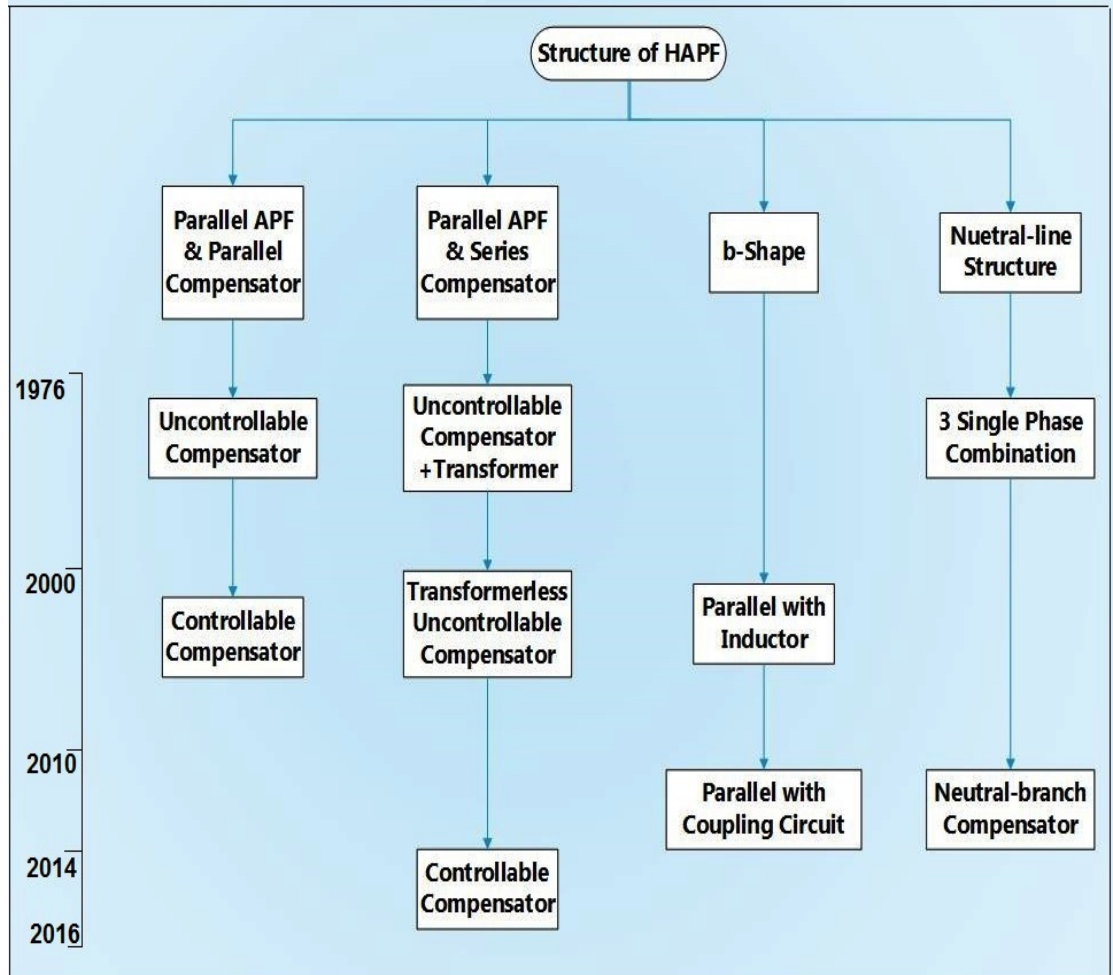 Structure of HAPF
Parallel APF
& Parallel
Compensator
Parallel APF
& Series
Compensator
b-Shape
Nuetral-line
Structure
1976
Uncontrollable
Compensator
Uncontrollable
Compensator
+Transformer
3 Single Phase
Combination
2000
Controllable
Compensator
Transformerless
Uncontrollable
Compensator
Parallel with
Inductor
2010
Parallel with
Coupling Circuit
Neutral-branch
Compensator
2014
Controllable
Compensator
2016